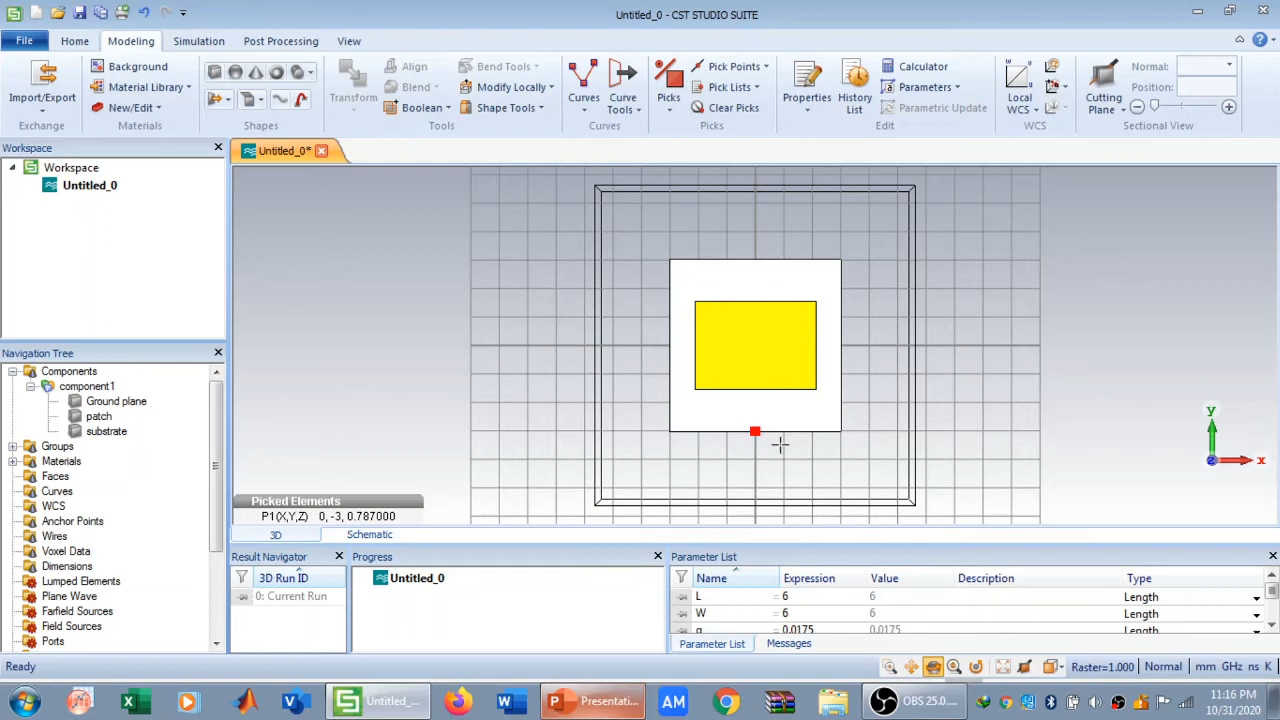 Untitled_0 - CST STUDIO SUITE
File Home Modeling Simulation Post Processing View
Background
Material Library
New/Edit
Import/Export
Exchange
Materials
Shapes
Transform
Align
Blend
Boolean
Bend Tools
Modify Locally
Shape Tools
Tools
Curves
Curve Tools
Curves
Picks
Pick Points
Pick Lists
Clear Picks
Picks
Properties
History List
Calculator
Parameters
Parametric Update
Edit
Local WCS
WCS
Cutting Plane
Normal:
Position:
Sectional View
Workspace
Workspace
Untitled_0
Untitled_0*
Navigation Tree
Components
component1
Ground plane
patch
substrate
Groups
Materials
Faces
Curves
WCS
Anchor Points
Wires
Voxel Data
Dimensions
Lumped Elements
Plane Wave
Farfield Sources
Field Sources
Ports
y
x
Picked Elements
P1(X,Y,Z) 0, -3, 0.787000
3D Schematic
Result Navigator
3D Run ID
0: Current Run
Progress
Untitled_0
Parameter List
Name Expression Value Description Type
L = 6 6 Length
W = 6 6 Length
g = 0.0175 0.0175 Length
Parameter List Messages
Ready
Raster=1.000 Normal mm GHz ns K
Untitled_...
Presentati...
AM
OBS 25.0....
11:16 PM
10/31/2020